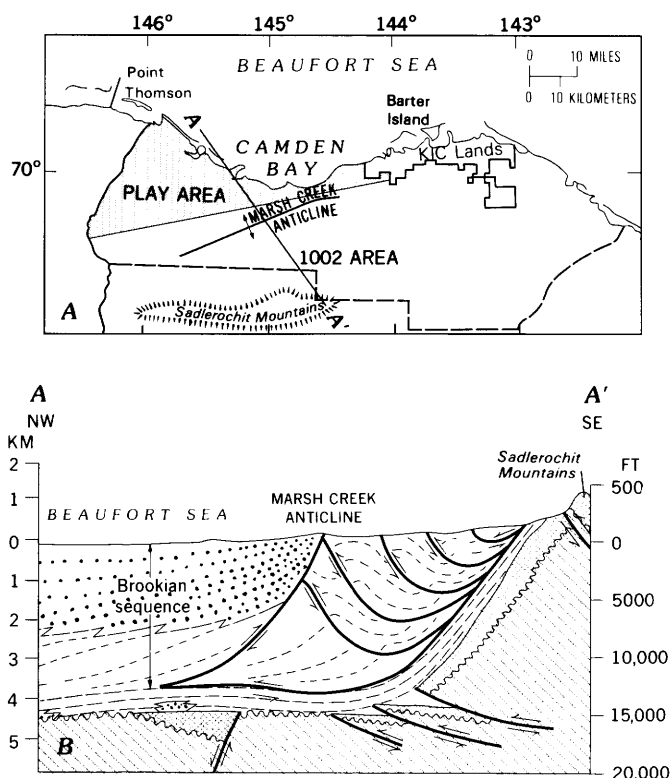 146°
145°
144°
143°
BEAUFORT SEA
0 10 MILES
0 10 KILOMETERS
Point
Thomson
Barter
Island
A
CAMDEN
BAY
KIC Lands
70°
PLAY AREA
MARSH CREEK
ANTICLINE
1002 AREA
Sadlerochit Mountains
A
A'
A
NW
KM
A'
SE
FT
Sadlerochit
Mountains
MARSH CREEK
ANTICLINE
BEAUFORT SEA
Brookian
sequence
2
1
0
1
2
3
4
5
500
0
5000
10,000
15,000
20,000
B